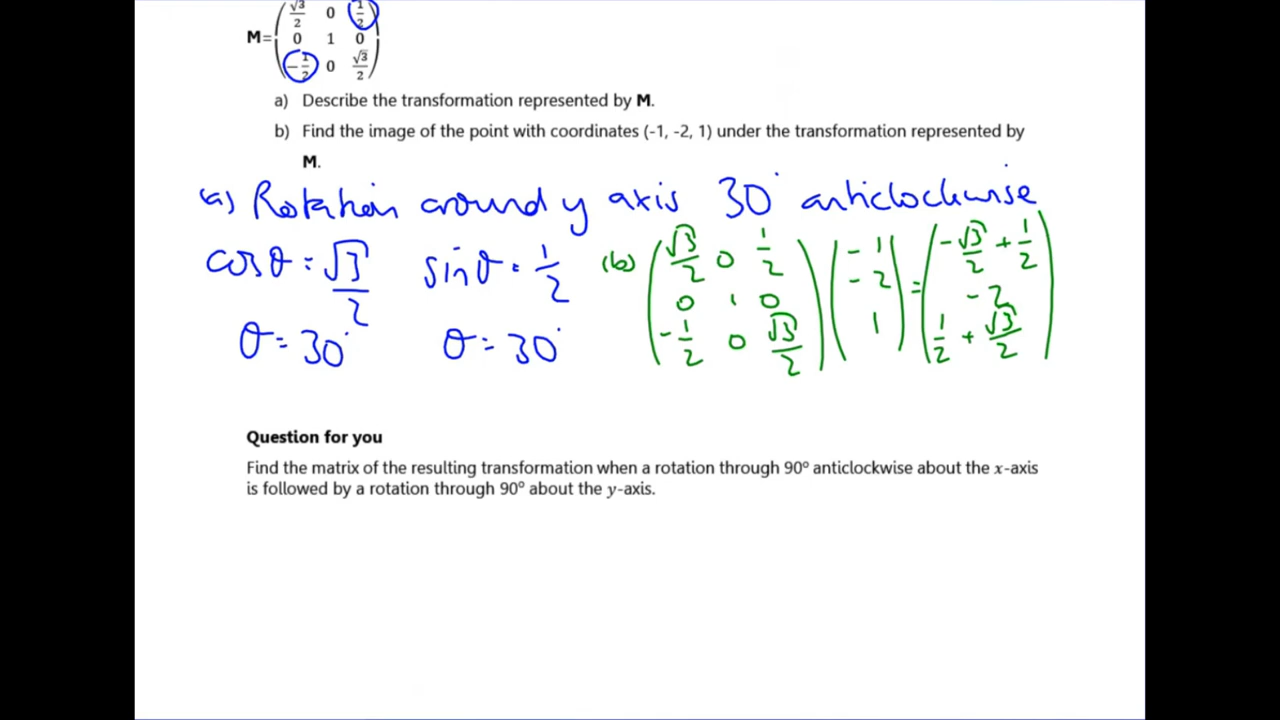 √3/2 0 1/2
M= 0 1 0
-1/2 0 √3/2
a) Describe the transformation represented by M.
b) Find the image of the point with coordinates (-1, -2, 1) under the transformation represented by
M.
(a) Rotation around y axis 30° anticlockwise
cosθ = √3/2 sinθ = 1/2
θ = 30° θ = 30°
(b) (√3/2 0 1/2) (-1) = (-√3/2 + 1/2)
(0 1 0) (-2) (-2)
(-1/2 0 √3/2) (1) (1/2 + √3/2)
Question for you
Find the matrix of the resulting transformation when a rotation through 90° anticlockwise about the x-axis
is followed by a rotation through 90° about the y-axis.